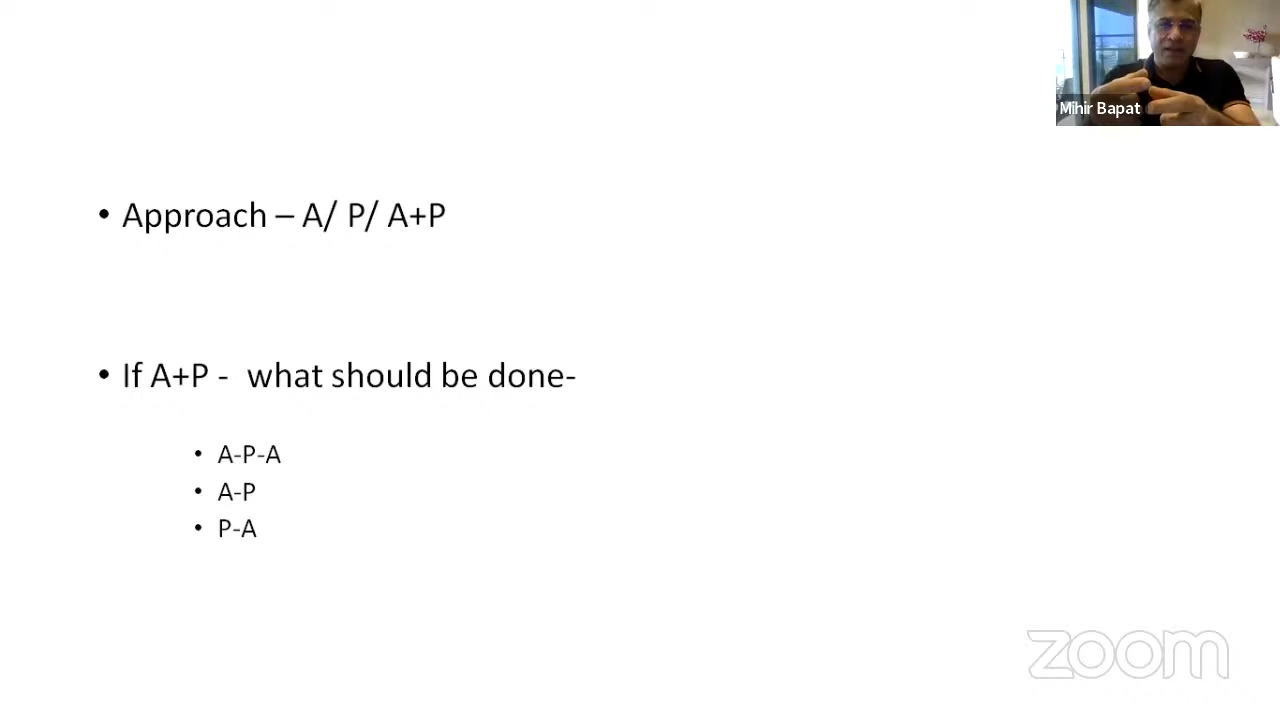 Mihir Bapat
• Approach – A/ P/ A+P
• If A+P -  what should be done-
• A-P-A
• A-P
• P-A
zoom